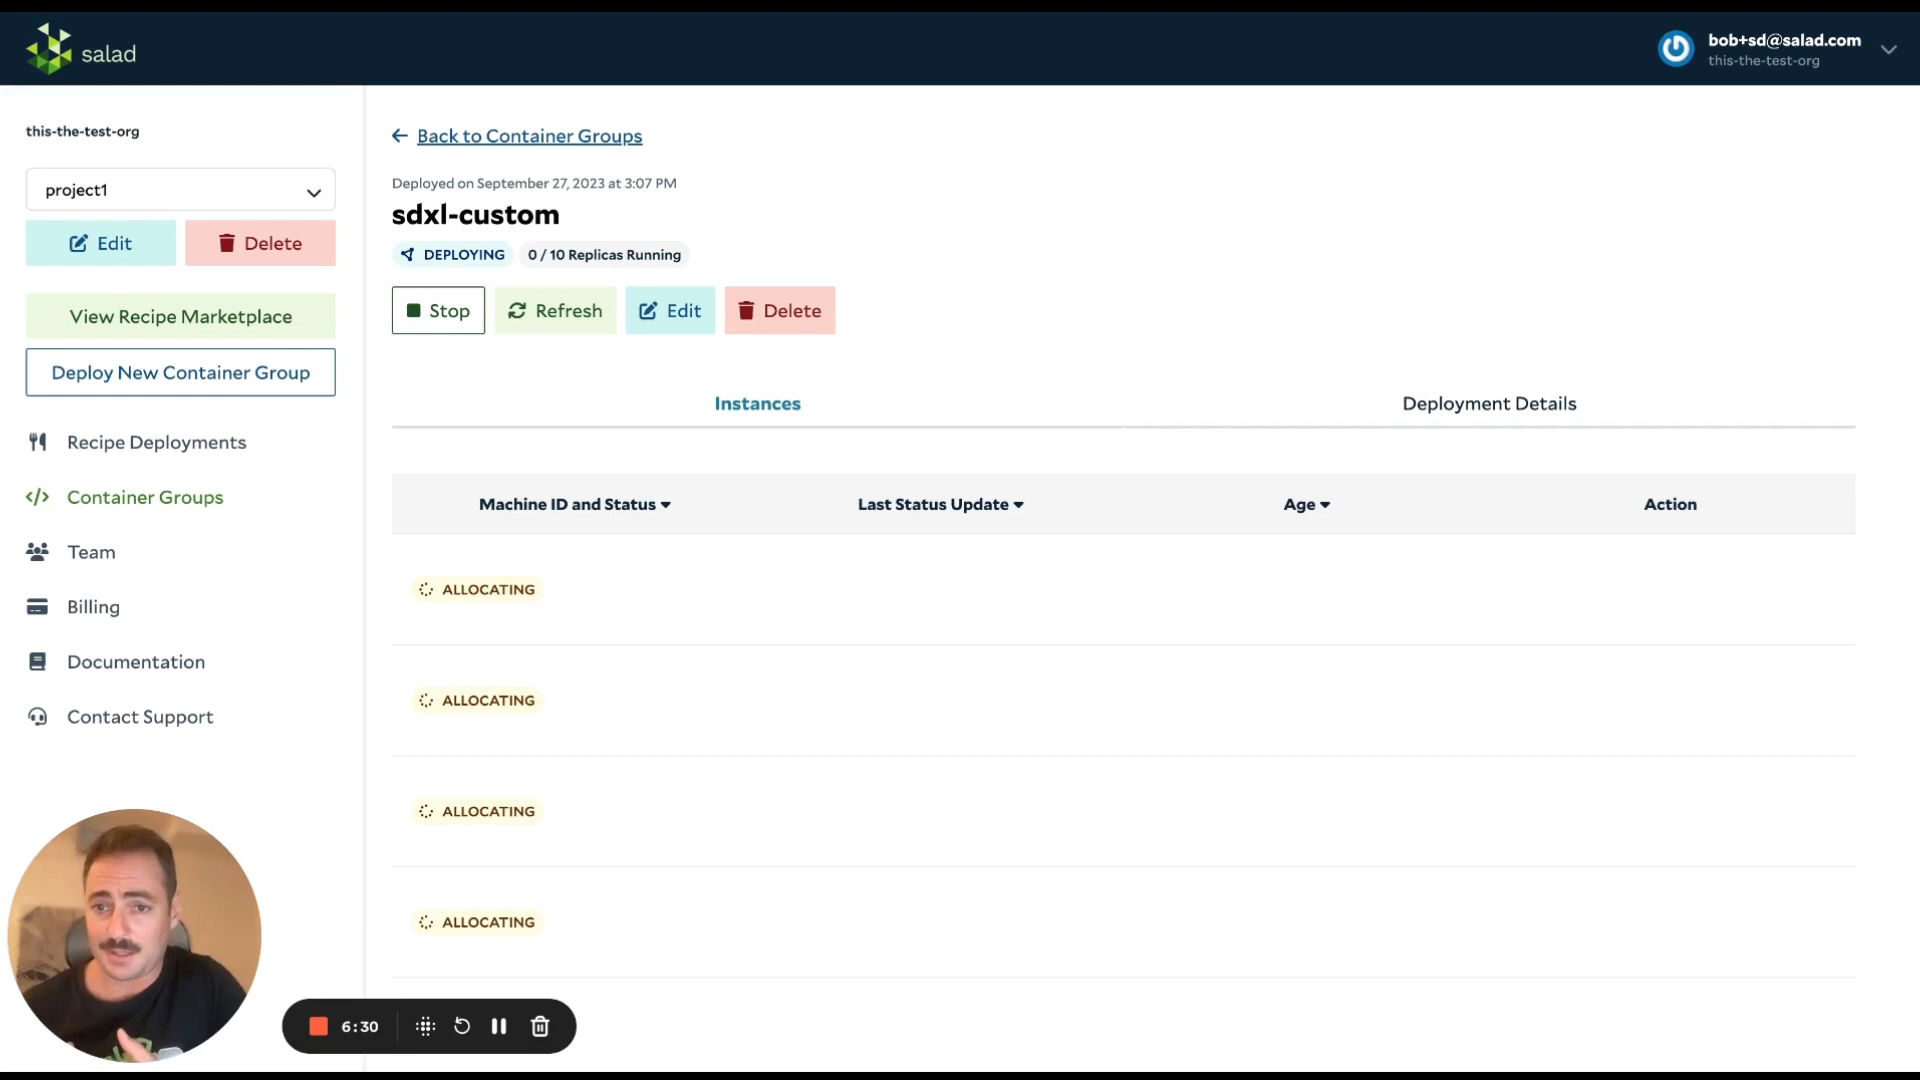 salad
bob+sd@salad.com
this-the-test-org
this-the-test-org
project1
Edit
Delete
View Recipe Marketplace
Deploy New Container Group
Recipe Deployments
Container Groups
Team
Billing
Documentation
Contact Support
Back to Container Groups
Deployed on September 27, 2023 at 3:07 PM
sdxl-custom
DEPLOYING
0 / 10 Replicas Running
Stop
Refresh
Edit
Delete
Instances
Deployment Details
Machine ID and Status
Last Status Update
Age
Action
ALLOCATING
ALLOCATING
ALLOCATING
ALLOCATING
6:30